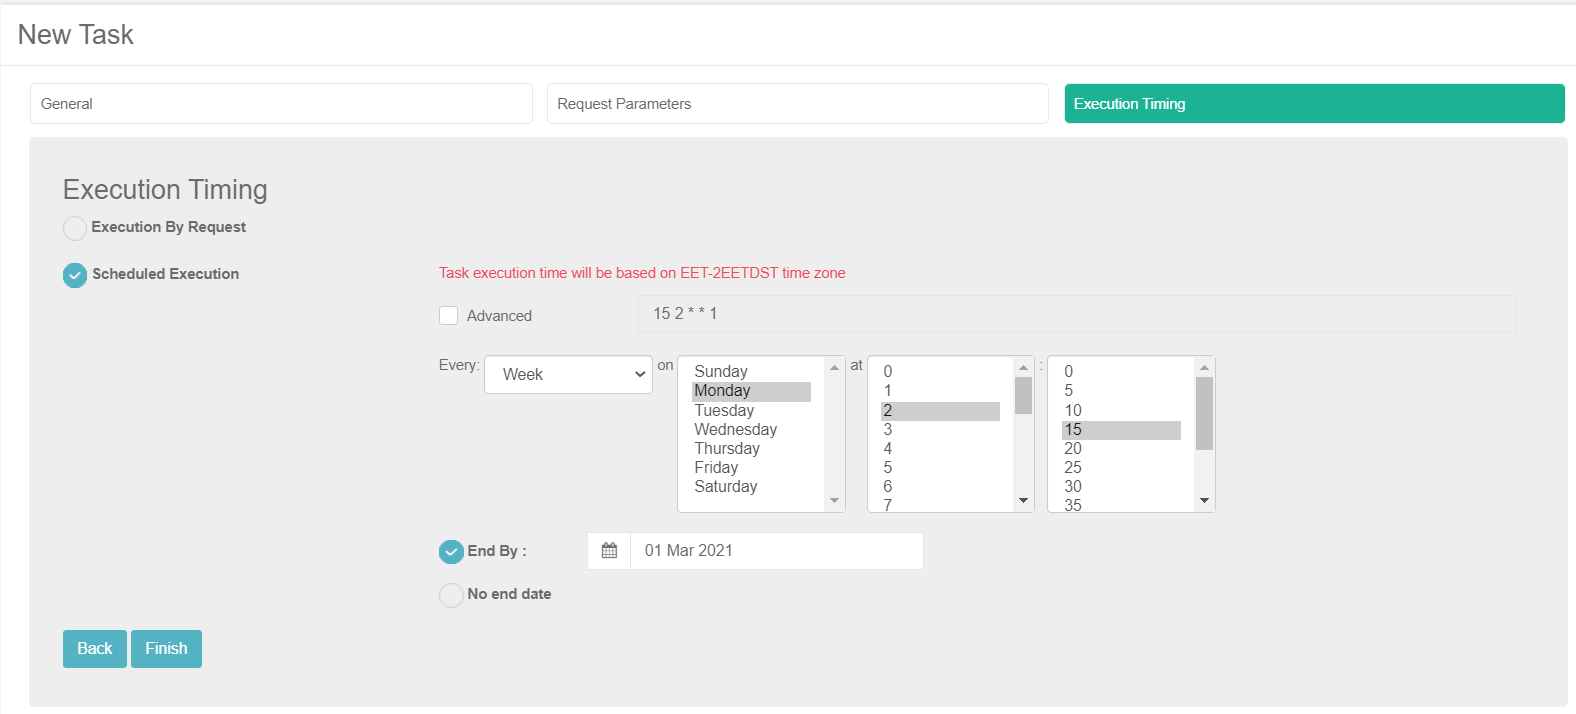 New Task
General
Request Parameters
Execution Timing
Execution Timing
Execution By Request
Scheduled Execution
Task execution time will be based on EET-2EETDST time zone
Advanced
15 2 * * 1
Every:
Week
on
Sunday
Monday
Tuesday
Wednesday
Thursday
Friday
Saturday
at
0
1
2
3
4
5
6
7
:
0
5
10
15
20
25
30
35
End By :
01 Mar 2021
No end date
Back
Finish